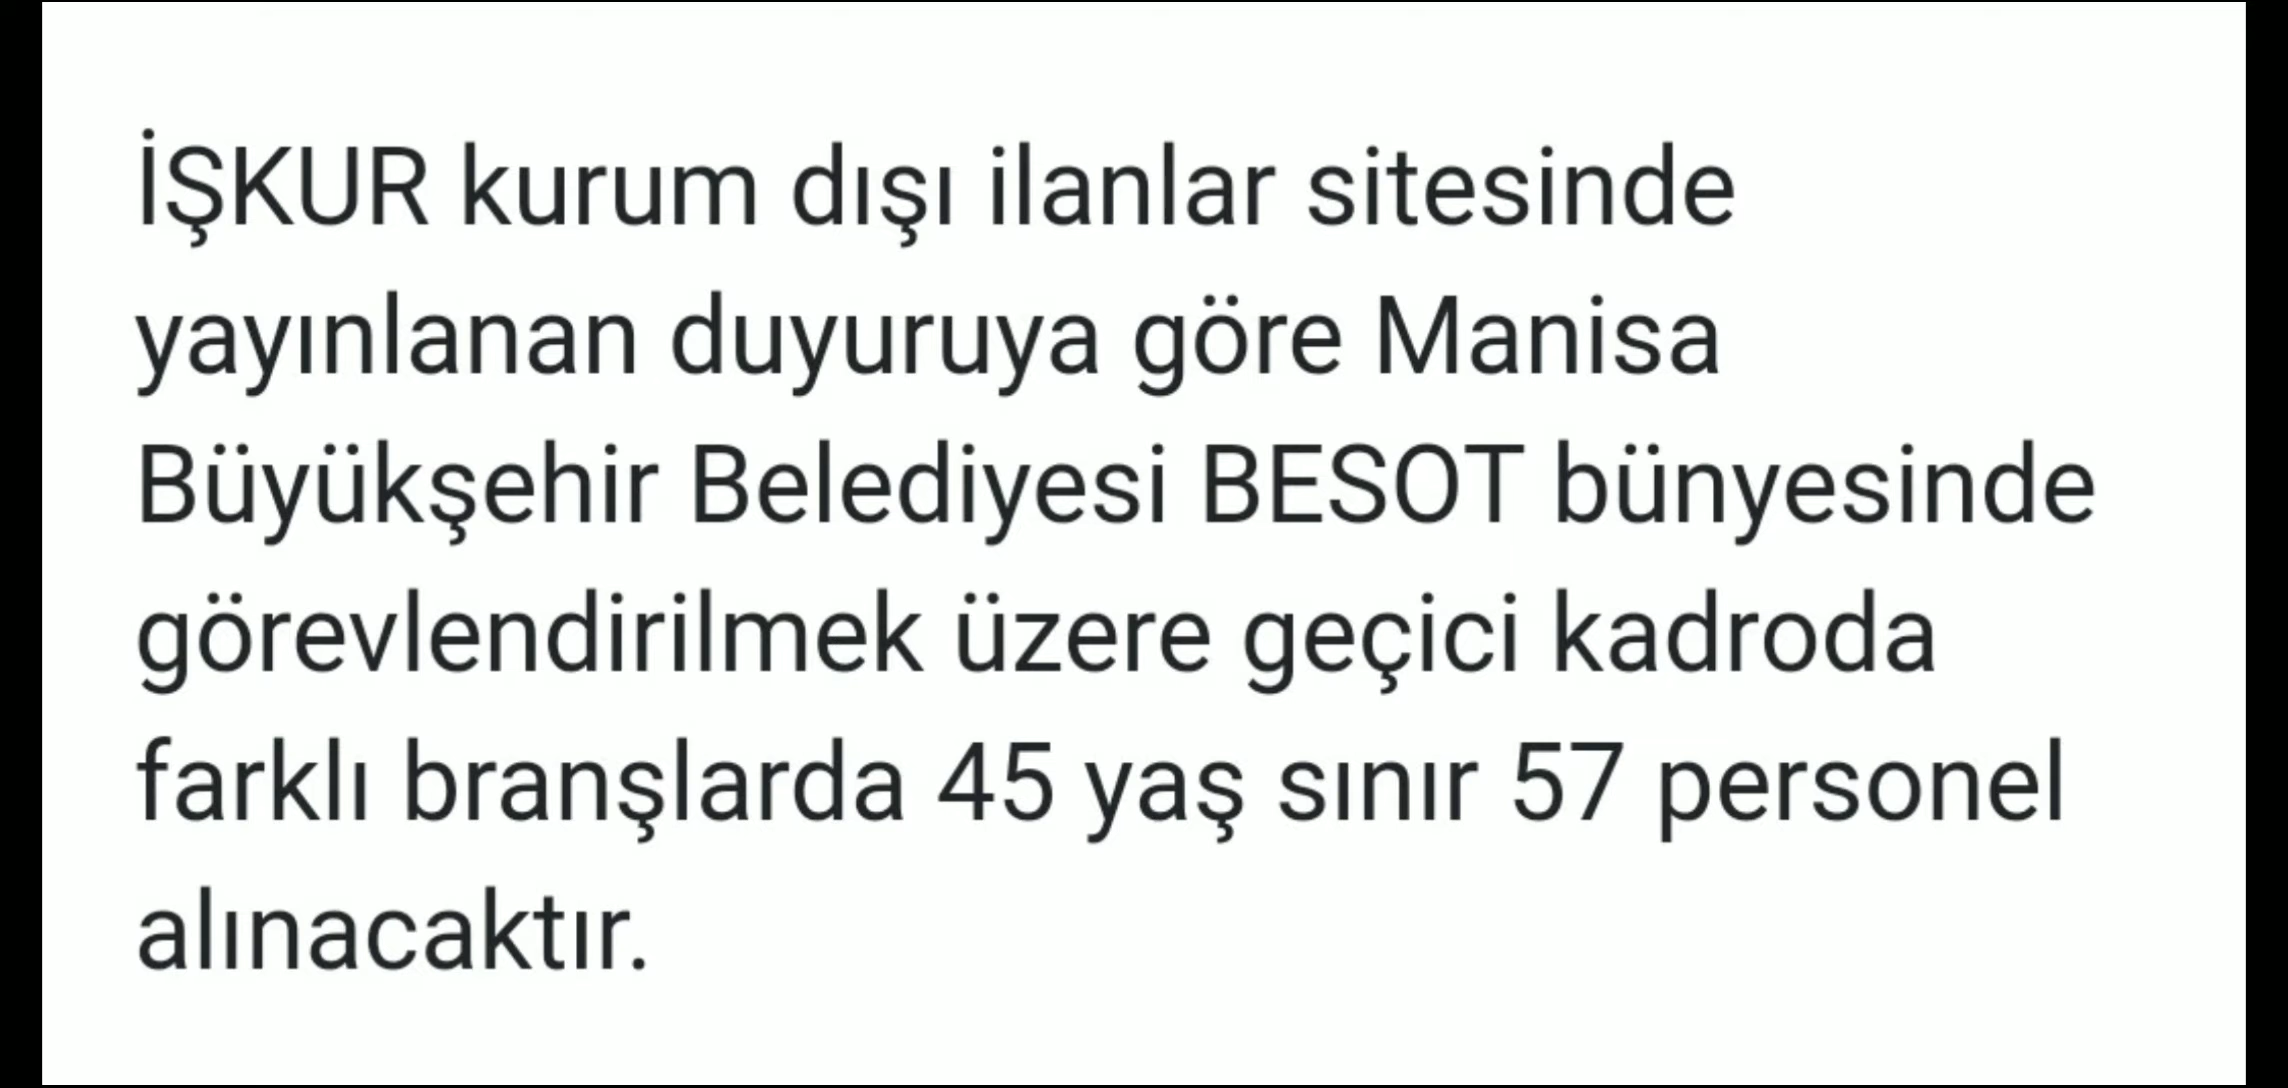 İŞKUR kurum dışı ilanlar sitesinde
yayınlanan duyuruya göre Manisa
Büyükşehir Belediyesi BESOT bünyesinde
görevlendirilmek üzere geçici kadroda
farklı branşlarda 45 yaş sınır 57 personel
alınacaktır.